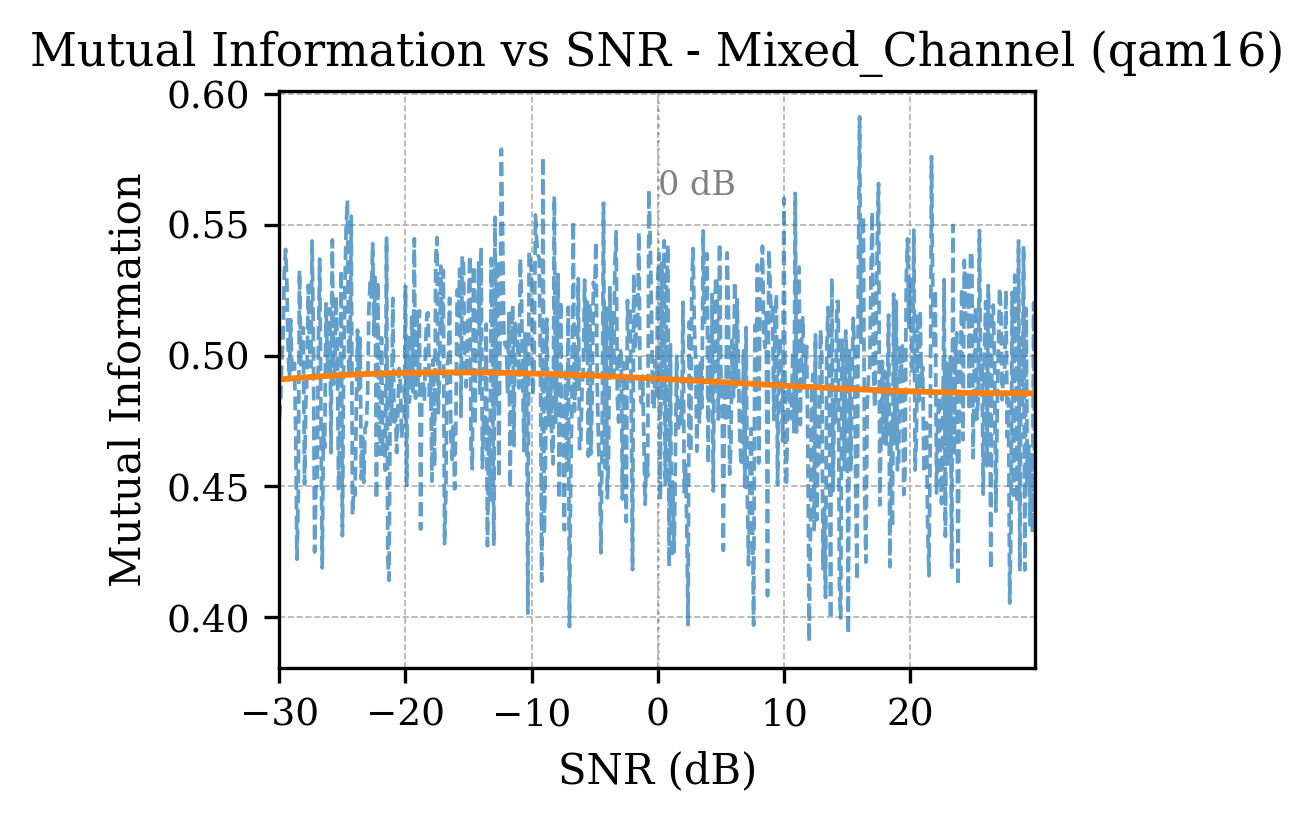 Mutual Information vs SNR - Mixed_Channel (qam16)
0.60
0.55
0.50
0.45
0.40
Mutual Information
0 dB
−30 −20 −10 0 10 20
SNR (dB)